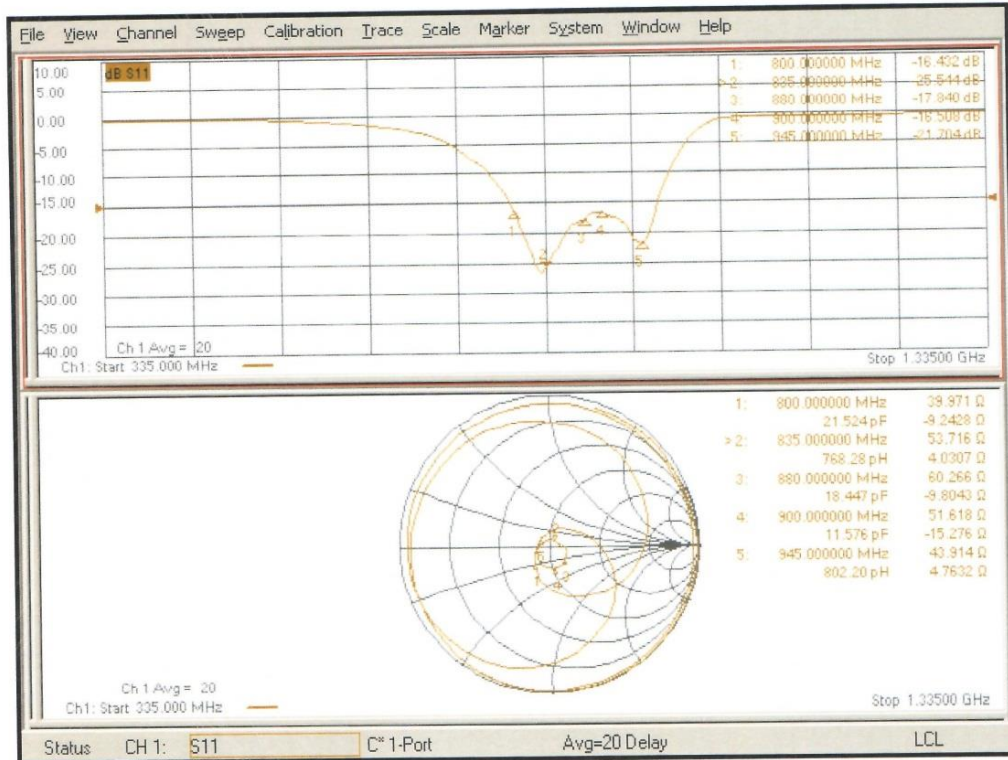 File View Channel Sweep Calibration Trace Scale Marker System Window Help
10.00 dB S11 1: 800.000000 MHz -16.432 dB
5.00 >2: 835.000000 MHz -25.544 dB
3: 880.000000 MHz -17.840 dB
0.00 4: 900.000000 MHz -16.508 dB
5: 945.000000 MHz -21.704 dB
-5.00
-10.00
-15.00
1 3 4
-20.00
2 5
-25.00
-30.00
-35.00
-40.00
Ch 1 Avg = 20
Ch1: Start 335.000 MHz Stop 1.33500 GHz
1: 800.000000 MHz 39.971 Ω
21.524 pF -9.2428 Ω
>2: 835.000000 MHz 53.716 Ω
768.28 pH 4.0307 Ω
3: 880.000000 MHz 60.266 Ω
18.447 pF -9.8043 Ω
4: 900.000000 MHz 51.618 Ω
11.576 pF -15.276 Ω
5: 945.000000 MHz 43.914 Ω
802.20 pH 4.7632 Ω
Ch 1 Avg = 20
Ch1: Start 335.000 MHz Stop 1.33500 GHz
Status CH 1: S11 C* 1-Port Avg=20 Delay LCL